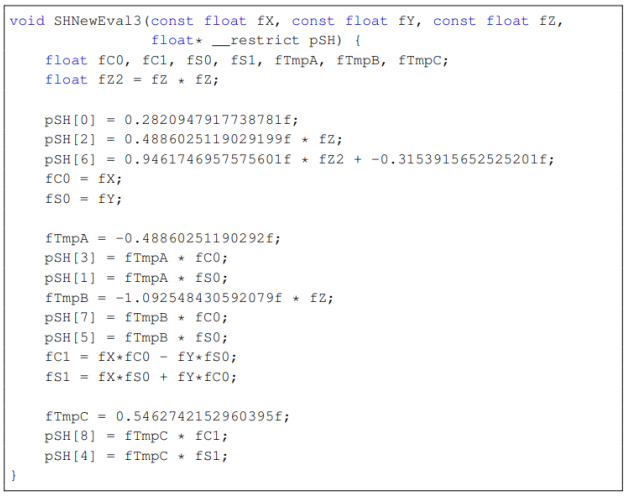 void SHNewEval3(const float fX, const float fY, const float fZ,
                float* __restrict pSH) {
    float fC0, fC1, fS0, fS1, fTmpA, fTmpB, fTmpC;
    float fZ2 = fZ * fZ;

    pSH[0] = 0.2820947917738781f;
    pSH[2] = 0.4886025119029199f * fZ;
    pSH[6] = 0.9461746957575601f * fZ2 + -0.3153915652525201f;
    fC0 = fX;
    fS0 = fY;

    fTmpA = -0.48860251190292f;
    pSH[3] = fTmpA * fC0;
    pSH[1] = fTmpA * fS0;
    fTmpB = -1.092548430592079f * fZ;
    pSH[7] = fTmpB * fC0;
    pSH[5] = fTmpB * fS0;
    fC1 = fX*fC0 - fY*fS0;
    fS1 = fX*fS0 + fY*fC0;

    fTmpC = 0.5462742152960395f;
    pSH[8] = fTmpC * fC1;
    pSH[4] = fTmpC * fS1;
}